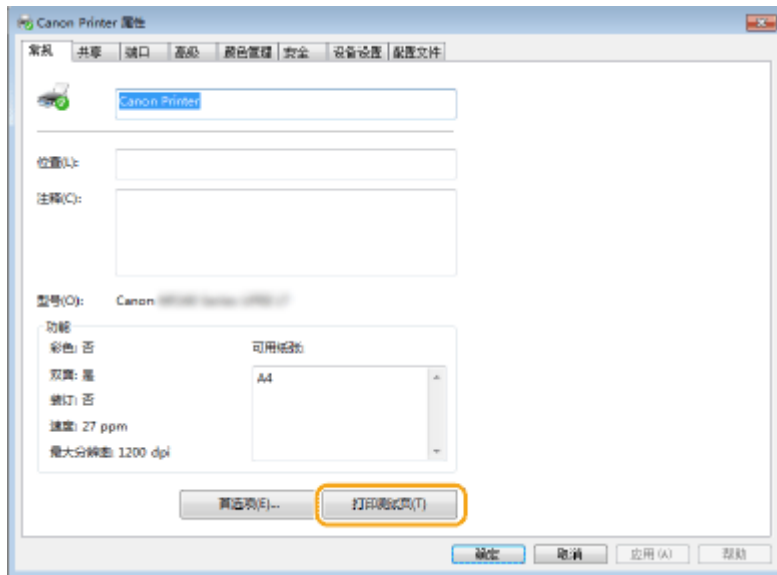 Canon Printer 属性
常规 共享 端口 高级 颜色管理 安全 设备设置 配置文件
Canon Printer
位置(L):
注释(C):
型号(O): Canon
功能
彩色: 否 可用纸张:
双面: 是 A4
装订: 否
速度: 27 ppm
最大分辨率: 1200 dpi
首选项(E)... 打印测试页(T)
确定 取消 应用(A) 帮助